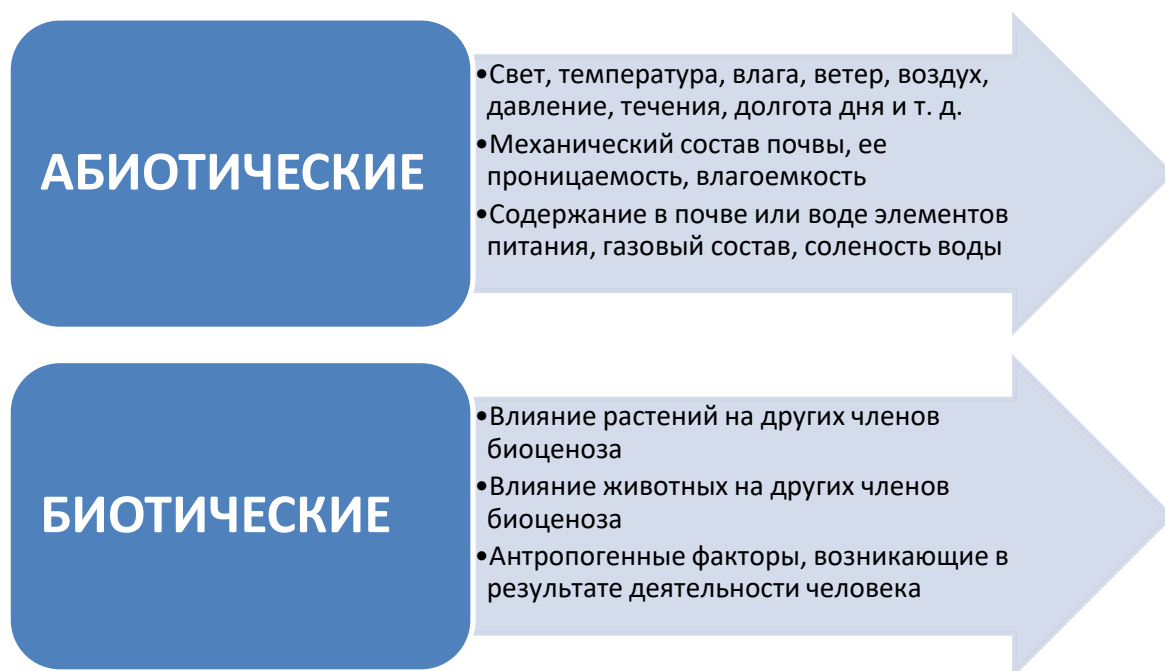 АБИОТИЧЕСКИЕ
•Свет, температура, влага, ветер, воздух,
давление, течения, долгота дня и т. д.
•Механический состав почвы, ее
проницаемость, влагоемкость
•Содержание в почве или воде элементов
питания, газовый состав, соленость воды
БИОТИЧЕСКИЕ
•Влияние растений на других членов
биоценоза
•Влияние животных на других членов
биоценоза
•Антропогенные факторы, возникающие в
результате деятельности человека